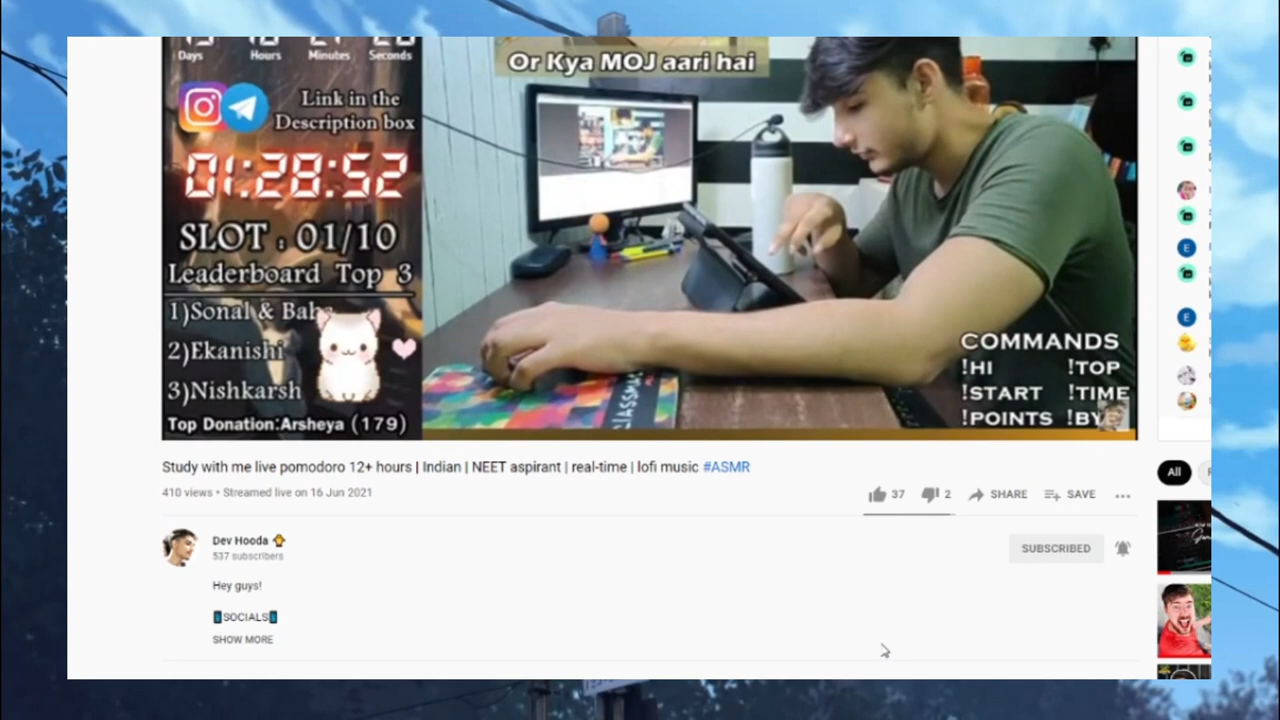 Days Hours Minutes Seconds
Or Kya MOJ aari hai
Link in the
Description box
01:28:52
SLOT : 01/10
Leaderboard Top 3
1)Sonal & Bah
2)Ekanishi
3)Nishkarsh
Top Donation:Arsheya (179)
CLASSMA
COMMANDS
!HI !TOP
!START !TIME
!POINTS !BY
Study with me live pomodoro 12+ hours | Indian | NEET aspirant | real-time | lofi music #ASMR
410 views • Streamed live on 16 Jun 2021
37 2 SHARE SAVE
Dev Hooda
537 subscribers
SUBSCRIBED
Hey guys!
SOCIALS
SHOW MORE
E
E
All